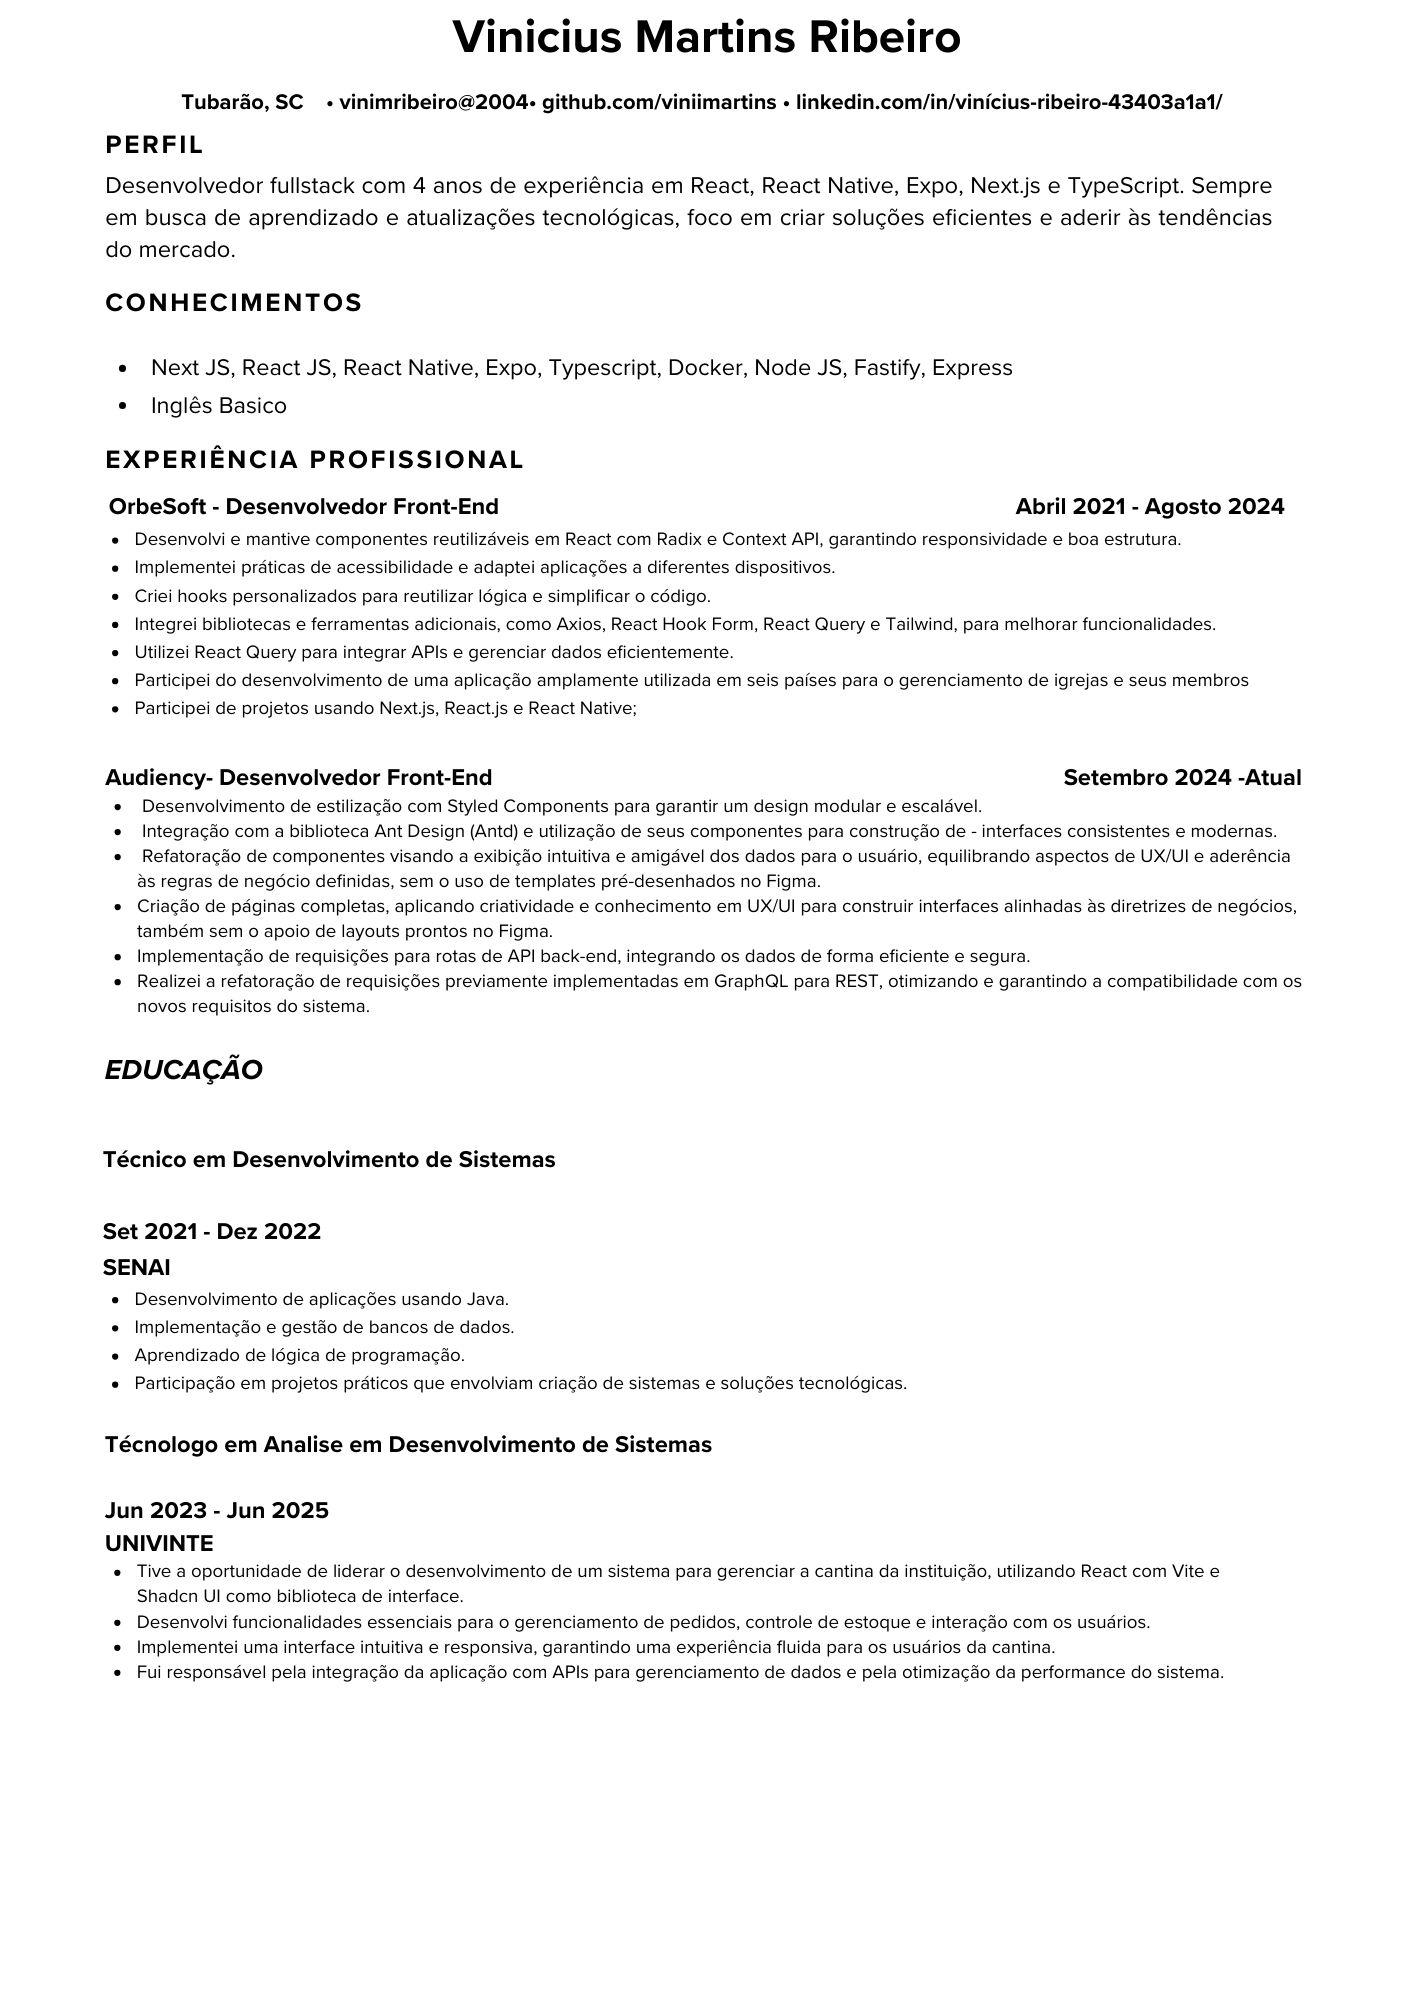 Vinicius Martins Ribeiro
Tubarão, SC • vinimribeiro@2004• github.com/viniimartins • linkedin.com/in/vinícius-ribeiro-43403a1a1/
PERFIL
Desenvolvedor fullstack com 4 anos de experiência em React, React Native, Expo, Next.js e TypeScript. Sempre
em busca de aprendizado e atualizações tecnológicas, foco em criar soluções eficientes e aderir às tendências
do mercado.
CONHECIMENTOS
• Next JS, React JS, React Native, Expo, Typescript, Docker, Node JS, Fastify, Express
• Inglês Basico
EXPERIÊNCIA PROFISSIONAL
OrbeSoft - Desenvolvedor Front-End Abril 2021 - Agosto 2024
• Desenvolvi e mantive componentes reutilizáveis em React com Radix e Context API, garantindo responsividade e boa estrutura.
• Implementei práticas de acessibilidade e adaptei aplicações a diferentes dispositivos.
• Criei hooks personalizados para reutilizar lógica e simplificar o código.
• Integrei bibliotecas e ferramentas adicionais, como Axios, React Hook Form, React Query e Tailwind, para melhorar funcionalidades.
• Utilizei React Query para integrar APIs e gerenciar dados eficientemente.
• Participei do desenvolvimento de uma aplicação amplamente utilizada em seis países para o gerenciamento de igrejas e seus membros
• Participei de projetos usando Next.js, React.js e React Native;
Audiency- Desenvolvedor Front-End Setembro 2024 -Atual
• Desenvolvimento de estilização com Styled Components para garantir um design modular e escalável.
• Integração com a biblioteca Ant Design (Antd) e utilização de seus componentes para construção de - interfaces consistentes e modernas.
• Refatoração de componentes visando a exibição intuitiva e amigável dos dados para o usuário, equilibrando aspectos de UX/UI e aderência
às regras de negócio definidas, sem o uso de templates pré-desenhados no Figma.
• Criação de páginas completas, aplicando criatividade e conhecimento em UX/UI para construir interfaces alinhadas às diretrizes de negócios,
também sem o apoio de layouts prontos no Figma.
• Implementação de requisições para rotas de API back-end, integrando os dados de forma eficiente e segura.
• Realizei a refatoração de requisições previamente implementadas em GraphQL para REST, otimizando e garantindo a compatibilidade com os
novos requisitos do sistema.
EDUCAÇÃO
Técnico em Desenvolvimento de Sistemas
Set 2021 - Dez 2022
SENAI
• Desenvolvimento de aplicações usando Java.
• Implementação e gestão de bancos de dados.
• Aprendizado de lógica de programação.
• Participação em projetos práticos que envolviam criação de sistemas e soluções tecnológicas.
Técnologo em Analise em Desenvolvimento de Sistemas
Jun 2023 - Jun 2025
UNIVINTE
• Tive a oportunidade de liderar o desenvolvimento de um sistema para gerenciar a cantina da instituição, utilizando React com Vite e
Shadcn UI como biblioteca de interface.
• Desenvolvi funcionalidades essenciais para o gerenciamento de pedidos, controle de estoque e interação com os usuários.
• Implementei uma interface intuitiva e responsiva, garantindo uma experiência fluida para os usuários da cantina.
• Fui responsável pela integração da aplicação com APIs para gerenciamento de dados e pela otimização da performance do sistema.